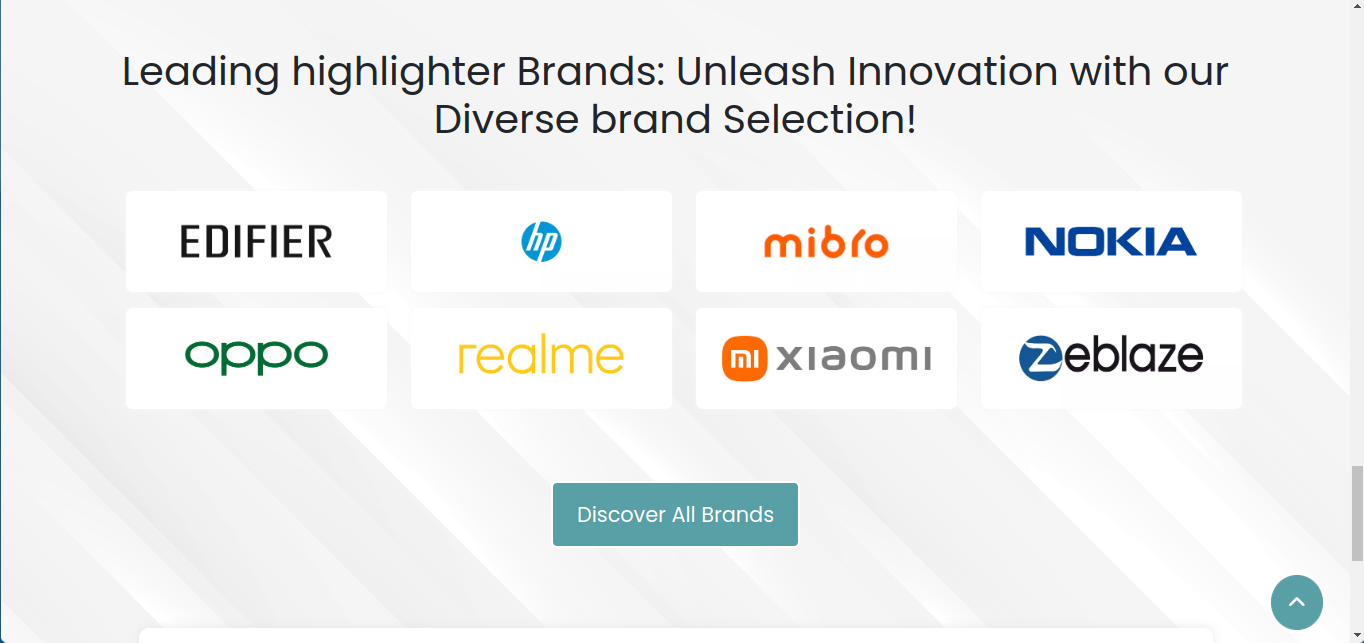 Leading highlighter Brands: Unleash Innovation with our
Diverse brand Selection!
EDIFIER
hp
mibro
NOKIA
oppo
realme
mi xiaomi
Zeblaze
Discover All Brands